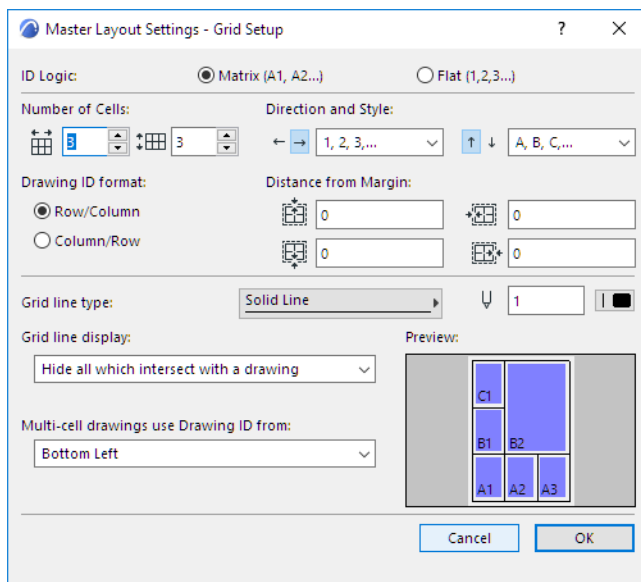 Master Layout Settings - Grid Setup
ID Logic: Matrix (A1, A2...) Flat (1,2,3...)
Number of Cells: Direction and Style:
3 3 1, 2, 3,... A, B, C,...
Drawing ID format: Distance from Margin:
Row/Column 0 0
Column/Row 0 0
Grid line type: Solid Line 1
Grid line display: Preview:
Hide all which intersect with a drawing
C1
Multi-cell drawings use Drawing ID from:
B1 B2
Bottom Left
A1 A2 A3
Cancel OK